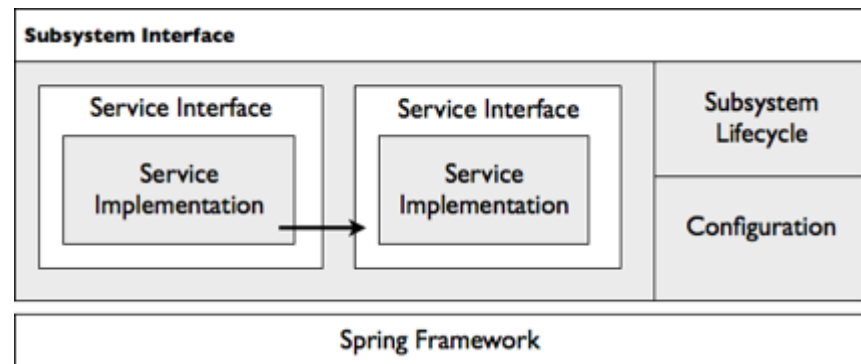 Subsystem Interface
Service Interface
Service
Implementation
Service Interface
Service
Implementation
Subsystem
Lifecycle
Configuration
Spring Framework